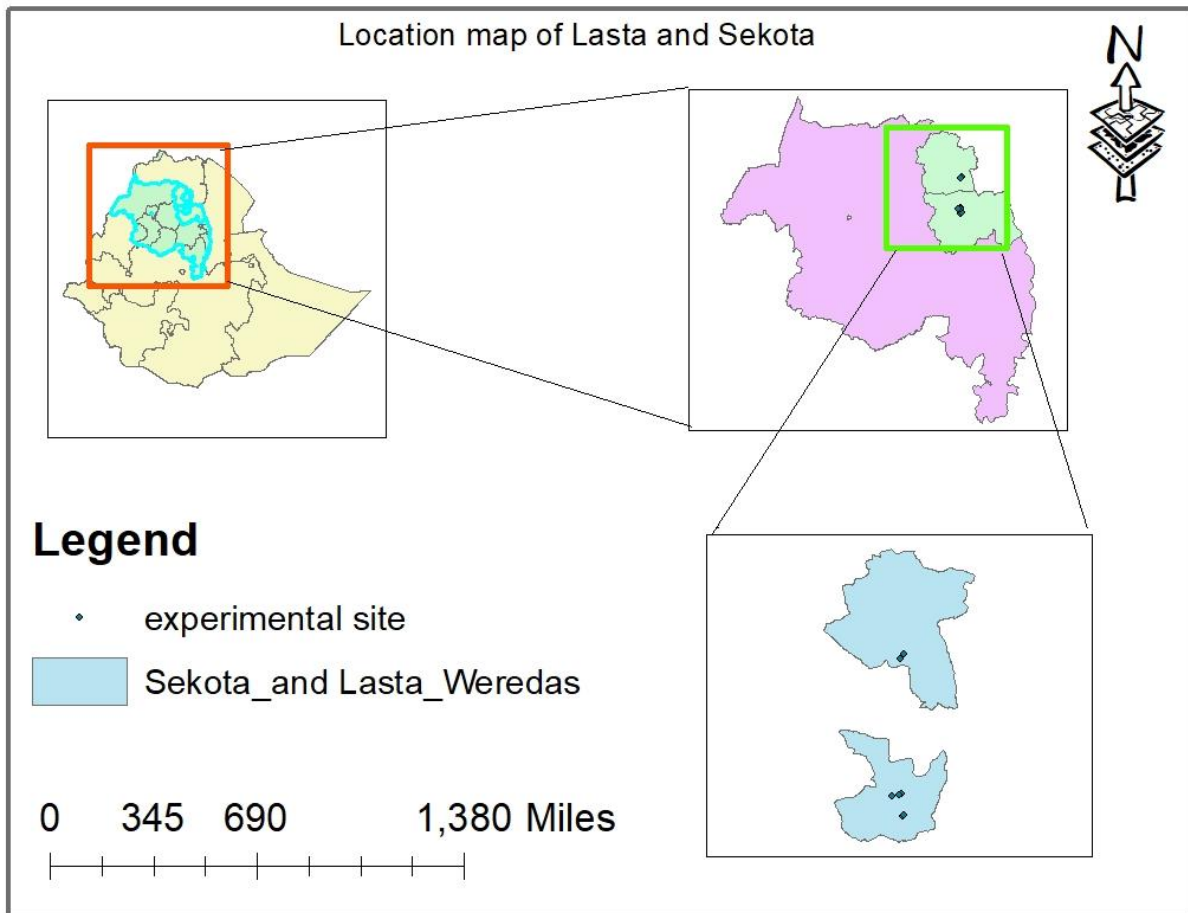 Location map of Lasta and Sekota
N
Legend
experimental site
Sekota_and Lasta_Weredas
0 345 690 1,380 Miles